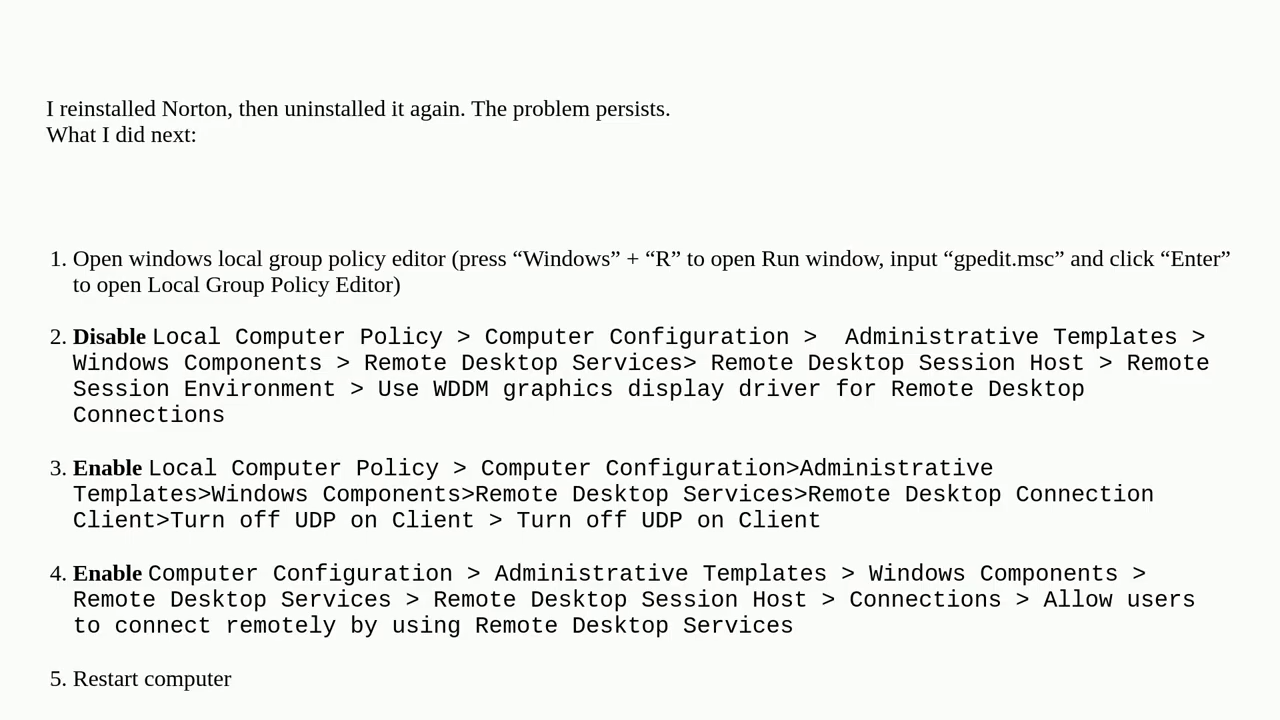 I reinstalled Norton, then uninstalled it again. The problem persists.
What I did next:
1. Open windows local group policy editor (press “Windows” + “R” to open Run window, input “gpedit.msc” and click “Enter”
to open Local Group Policy Editor)
2. Disable Local Computer Policy > Computer Configuration >  Administrative Templates >
Windows Components > Remote Desktop Services> Remote Desktop Session Host > Remote
Session Environment > Use WDDM graphics display driver for Remote Desktop
Connections
3. Enable Local Computer Policy > Computer Configuration>Administrative
Templates>Windows Components>Remote Desktop Services>Remote Desktop Connection
Client>Turn off UDP on Client > Turn off UDP on Client
4. Enable Computer Configuration > Administrative Templates > Windows Components >
Remote Desktop Services > Remote Desktop Session Host > Connections > Allow users
to connect remotely by using Remote Desktop Services
5. Restart computer